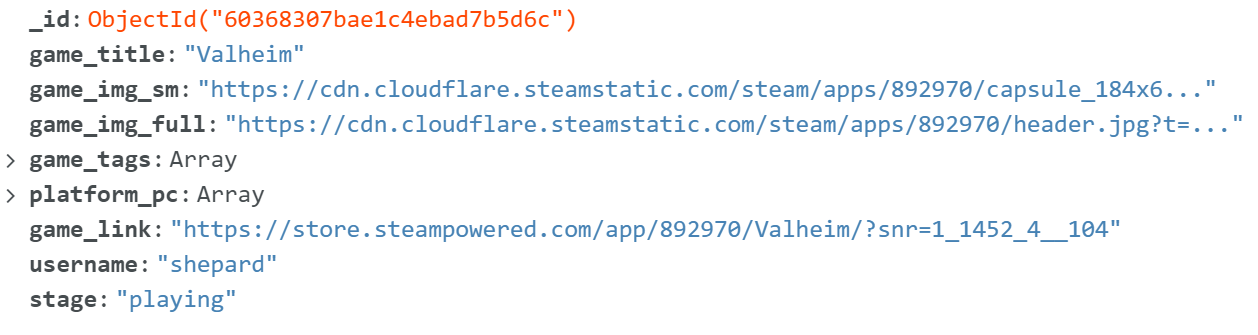 _id: ObjectId("60368307bae1c4ebad7b5d6c")
game_title: "Valheim"
game_img_sm: "https://cdn.cloudflare.steamstatic.com/steam/apps/892970/capsule_184x6..."
game_img_full: "https://cdn.cloudflare.steamstatic.com/steam/apps/892970/header.jpg?t=..."
> game_tags: Array
> platform_pc: Array
game_link: "https://store.steampowered.com/app/892970/Valheim/?snr=1_1452_4__104"
username: "shepard"
stage: "playing"